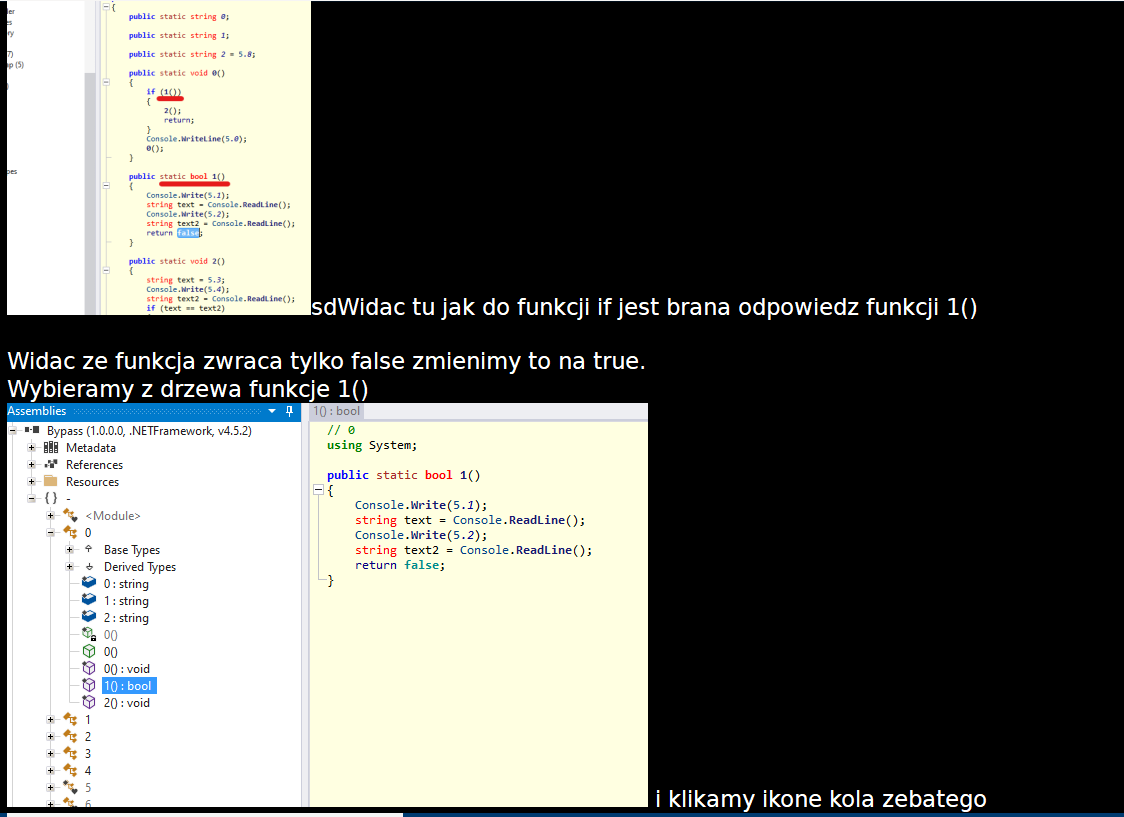 der
es
ry
7)
ap (5)
)
pes
{
public static string 0;
public static string 1;
public static string 2 = 5.8;
public static void 0()
{
if (1())
{
2();
return;
}
Console.WriteLine(5.0);
0();
}
public static bool 1()
{
Console.Write(5.1);
string text = Console.ReadLine();
Console.Write(5.2);
string text2 = Console.ReadLine();
return false;
}
public static void 2()
{
string text = 5.3;
Console.Write(5.4);
string text2 = Console.ReadLine();
if (text == text2)
sdWidac tu jak do funkcji if jest brana odpowiedz funkcji 1()
Widac ze funkcja zwraca tylko false zmienimy to na true.
Wybieramy z drzewa funkcje 1()
Assemblies
Bypass (1.0.0.0, .NETFramework, v4.5.2)
Metadata
References
Resources
{ } -
<Module>
0
Base Types
Derived Types
0 : string
1 : string
2 : string
0()
0()
0() : void
1() : bool
2() : void
1
2
3
4
5
6
1() : bool
// 0
using System;
public static bool 1()
{
Console.Write(5.1);
string text = Console.ReadLine();
Console.Write(5.2);
string text2 = Console.ReadLine();
return false;
}
i klikamy ikone kola zebatego